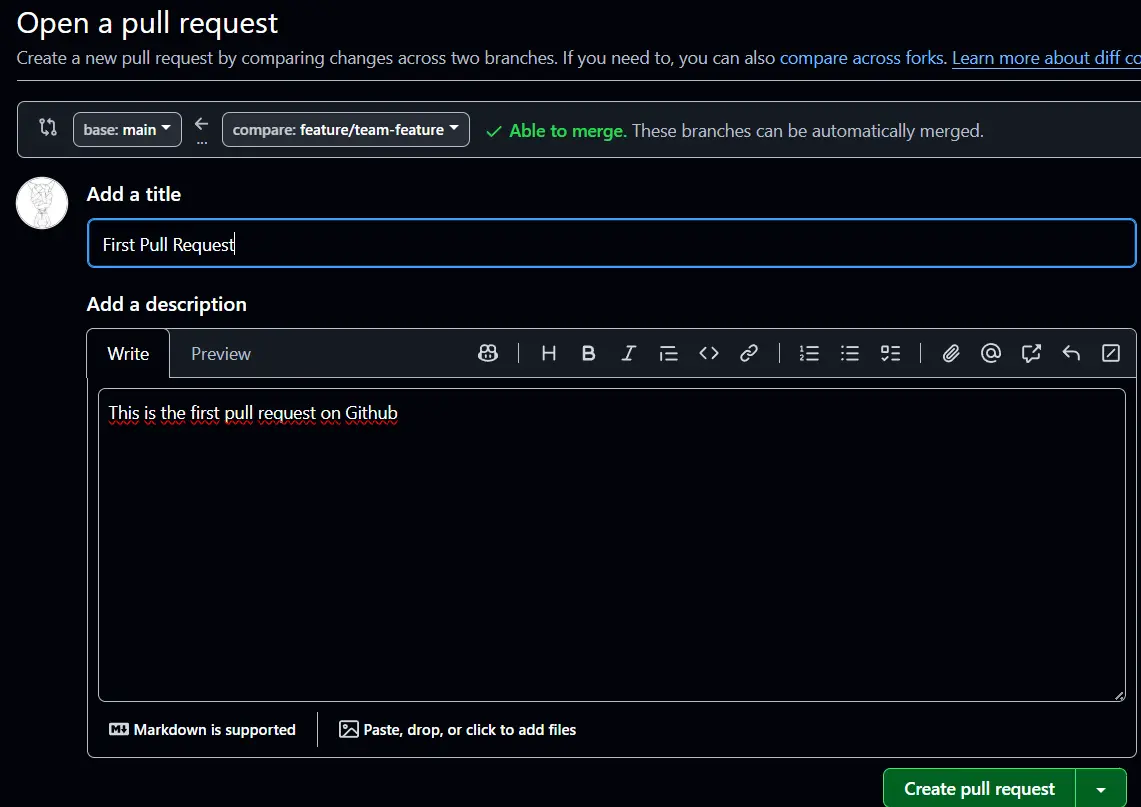 Open a pull request
Create a new pull request by comparing changes across two branches. If you need to, you can also compare across forks. Learn more about diff co
base: main ← compare: feature/team-feature ✓ Able to merge. These branches can be automatically merged.
...
Add a title
First Pull Request
Add a description
Write Preview H B I
This is the first pull request on Github
Markdown is supported Paste, drop, or click to add files
Create pull request